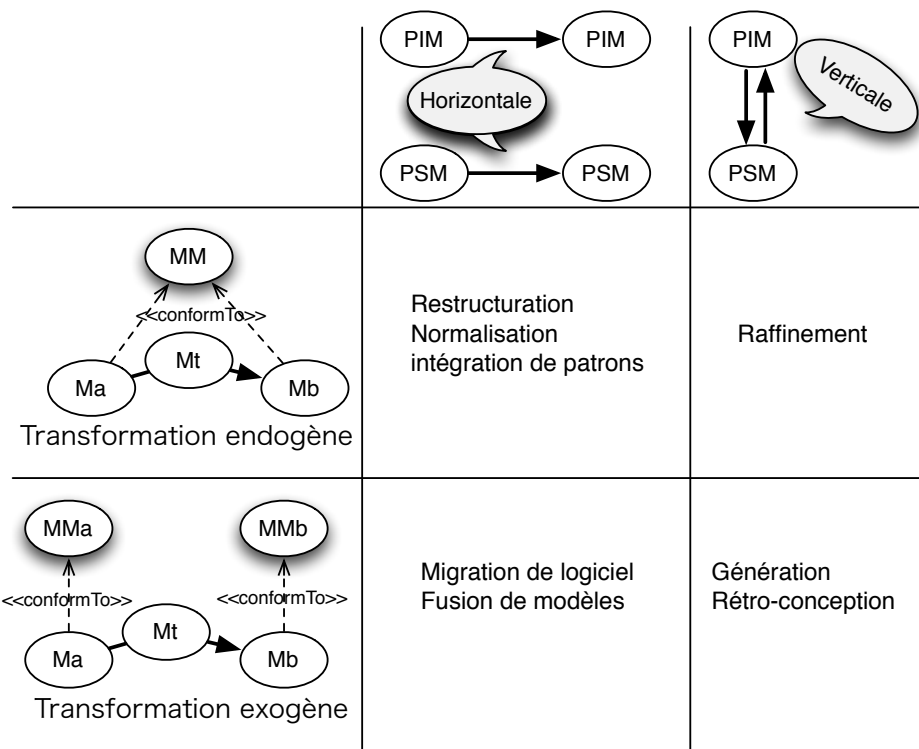 PIM
PIM
PIM
Horizontale
Verticale
PSM
PSM
PSM
MM
<<conformTo>>
Mt
Ma
Mb
Transformation endogène
Restructuration
Normalisation
intégration de patrons
Raffinement
MMa
MMb
<<conformTo>>
<<conformTo>>
Mt
Ma
Mb
Transformation exogène
Migration de logiciel
Fusion de modèles
Génération
Rétro-conception